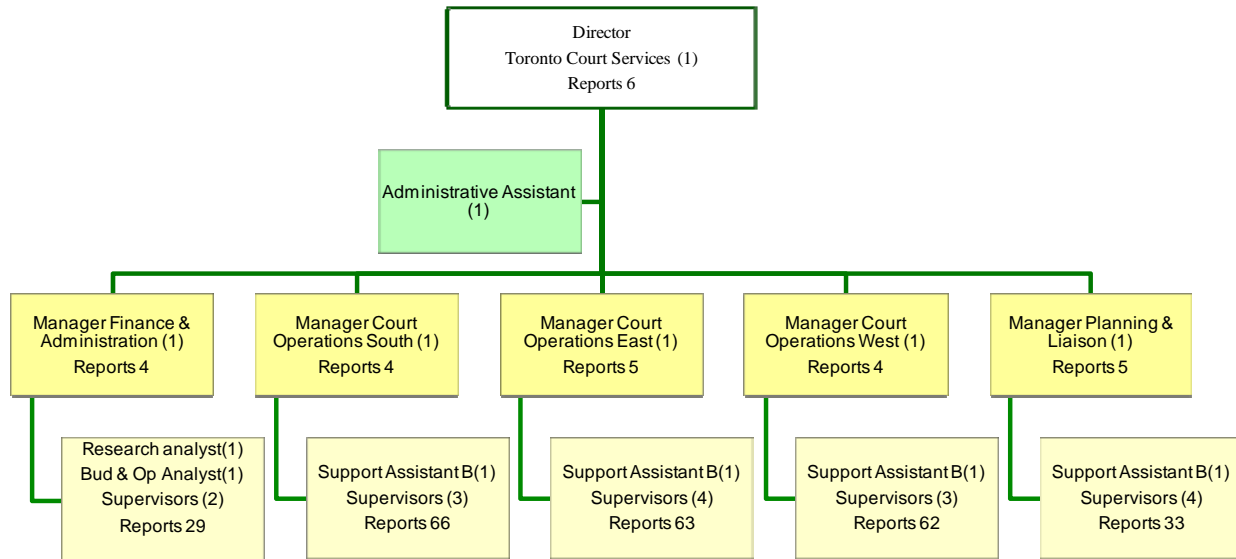 Director
Toronto Court Services (1)
Reports 6
Administrative Assistant
(1)
Manager Finance &
Administration (1)
Reports 4
Manager Court
Operations South (1)
Reports 4
Manager Court
Operations East (1)
Reports 5
Manager Court
Operations West (1)
Reports 4
Manager Planning &
Liaison (1)
Reports 5
Research analyst(1)
Bud & Op Analyst(1)
Supervisors (2)
Reports 29
Support Assistant B(1)
Supervisors (3)
Reports 66
Support Assistant B(1)
Supervisors (4)
Reports 63
Support Assistant B(1)
Supervisors (3)
Reports 62
Support Assistant B(1)
Supervisors (4)
Reports 33